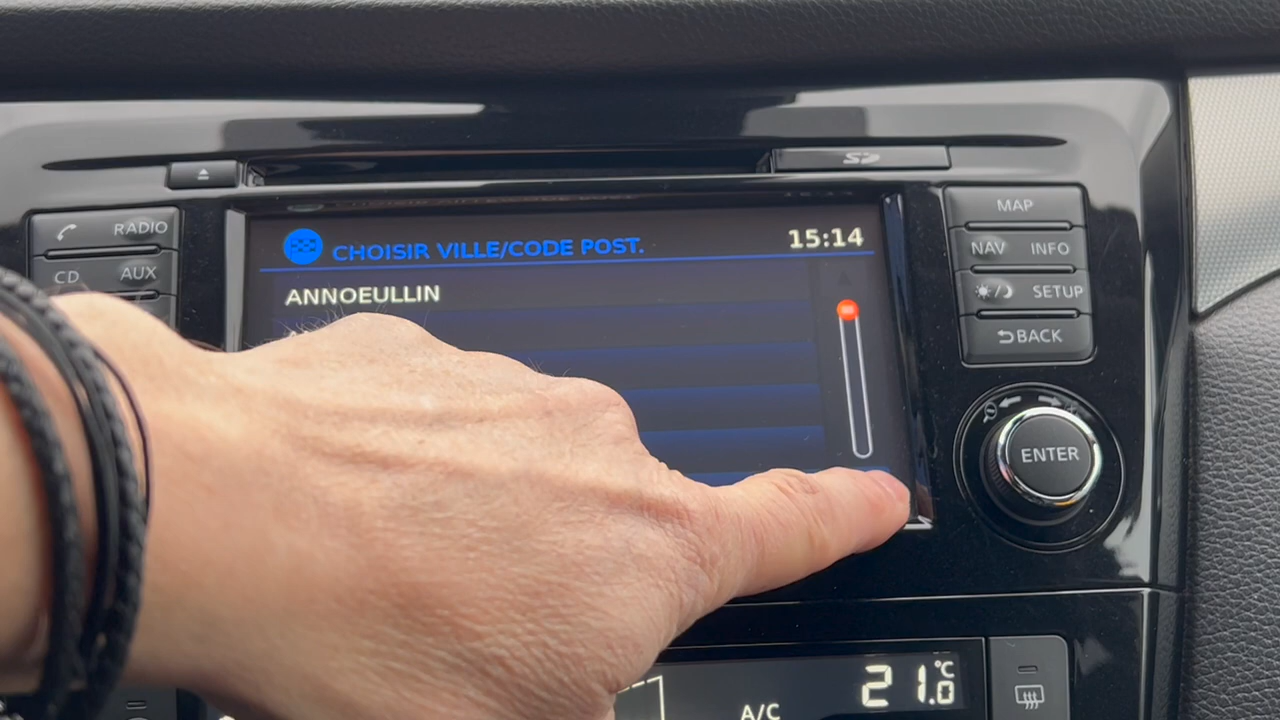 SD
RADIO
MAP
CHOISIR VILLE/CODE POST.
15:14
NAV
INFO
CD
AUX
ANNOEULLIN
SETUP
BACK
ENTER
21.0 °C
A/C